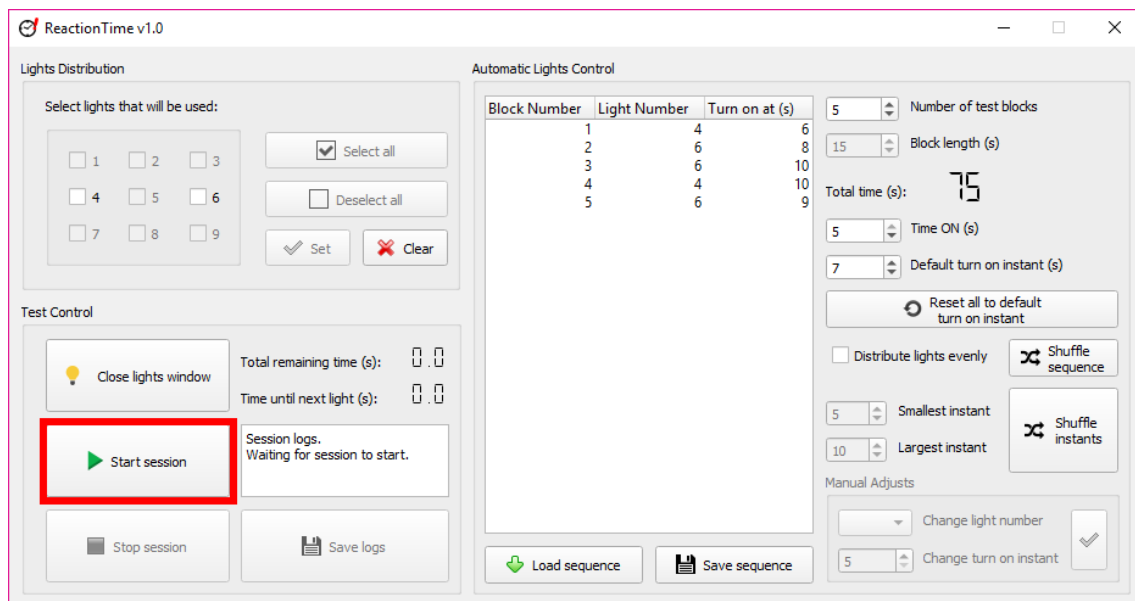 ReactionTime v1.0
Lights Distribution
Select lights that will be used:
1 2 3
4 5 6
7 8 9
Select all
Deselect all
Set
Clear
Test Control
Close lights window
Total remaining time (s): 0.0
Time until next light (s): 0.0
Start session
Session logs.
Waiting for session to start.
Stop session
Save logs
Automatic Lights Control
Block Number Light Number Turn on at (s)
1 4 6
2 6 8
3 6 10
4 4 10
5 6 9
Load sequence
Save sequence
5 Number of test blocks
15 Block length (s)
Total time (s): 75
5 Time ON (s)
7 Default turn on instant (s)
Reset all to default
turn on instant
Distribute lights evenly
Shuffle
sequence
5 Smallest instant
10 Largest instant
Shuffle
instants
Manual Adjusts
Change light number
5 Change turn on instant